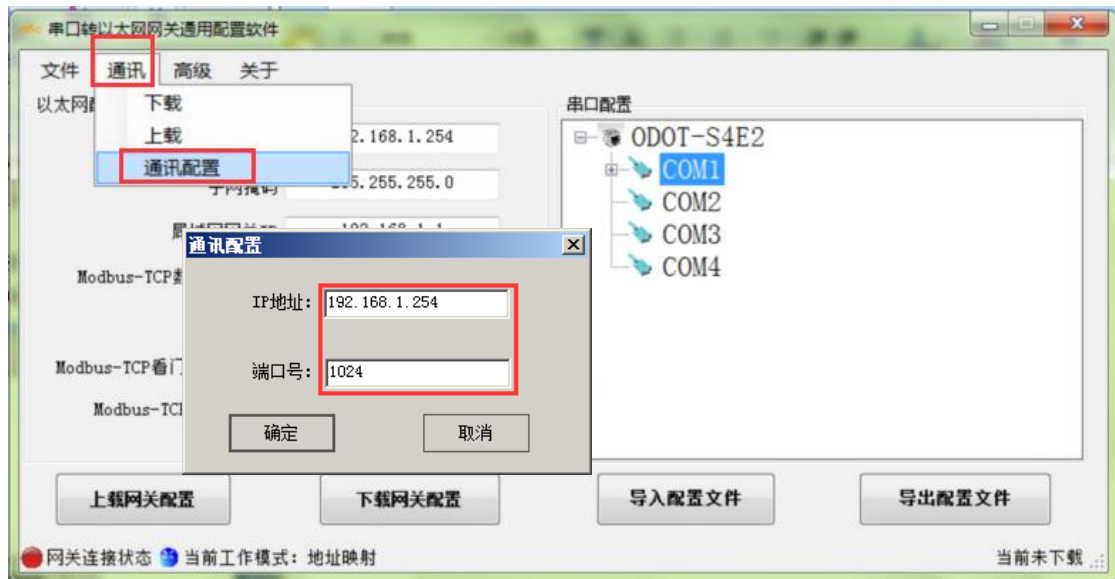 串口转以太网网关通用配置软件
文件 通讯 高级 关于
以太网
下载
上载
通讯配置
2.168.1.254
子网掩码
.255.255.0
192.168.1.1
Modbus-TCP
Modbus-TCP看门
Modbus-TCP
串口配置
ODOT-S4E2
COM1
COM2
COM3
COM4
通讯配置
IP地址: 192.168.1.254
端口号: 1024
确定 取消
上载网关配置 下载网关配置 导入配置文件 导出配置文件
网关连接状态 当前工作模式: 地址映射 当前未下载